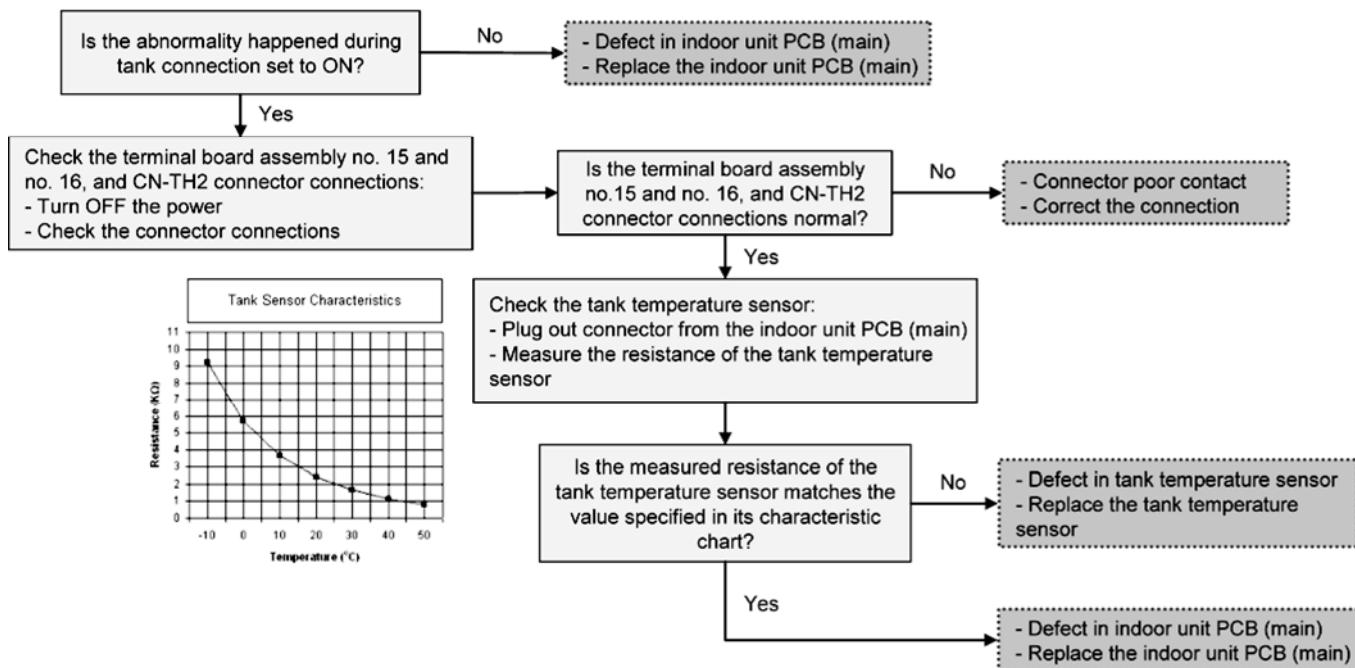 Is the abnormality happened during
tank connection set to ON?
No
- Defect in indoor unit PCB (main)
- Replace the indoor unit PCB (main)
Yes
Check the terminal board assembly no. 15 and
no. 16, and CN-TH2 connector connections:
- Turn OFF the power
- Check the connector connections
Is the terminal board assembly
no.15 and no. 16, and CN-TH2
connector connections normal?
No
- Connector poor contact
- Correct the connection
Yes
Check the tank temperature sensor:
- Plug out connector from the indoor unit PCB (main)
- Measure the resistance of the tank temperature
sensor
Tank Sensor Characteristics
Resistance (KΩ)
11
10
9
8
7
6
5
4
3
2
1
0
-10 0 10 20 30 40 50
Temperature (°C)
Is the measured resistance of the
tank temperature sensor matches the
value specified in its characteristic
chart?
No
- Defect in tank temperature sensor
- Replace the tank temperature
sensor
Yes
- Defect in indoor unit PCB (main)
- Replace the indoor unit PCB (main)